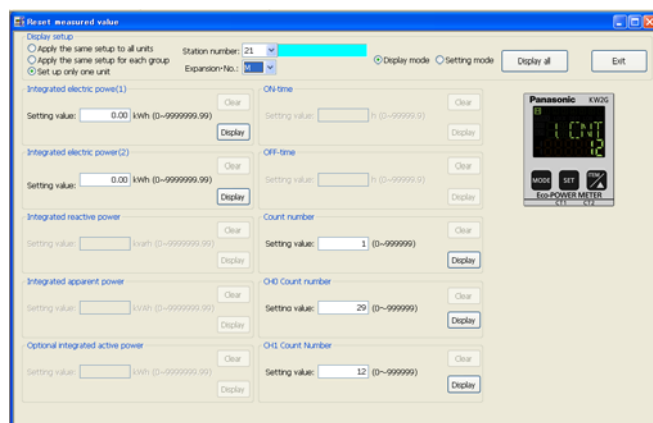 Reset measured value
Display setup
Apply the same setup to all units
Apply the same setup for each group
Set up only one unit
Station number: 21
Expansion-No.: M
Display mode Setting mode
Display all
Exit
Integrated electric powe(1)
Clear
Setting value: 0.00 kWh (0~9999999.99)
Display
ON-time
Clear
Setting value: h (0~99999.9)
Display
Panasonic KW2G
1 CNT
12
MODE SET ITEM
Eco-POWER METER
CT1 CT2
Integrated electric power(2)
Clear
Setting value: 0.00 kWh (0~9999999.99)
Display
OFF-time
Clear
Setting value: h (0~99999.9)
Display
Integrated reactive power
Clear
Setting value: kvarh (0~9999999.99)
Display
Count number
Clear
Setting value: 1 (0~999999)
Display
Integrated apparent power
Clear
Setting value: kVAh (0~9999999.99)
Display
CH0 Count number
Clear
Setting value: 29 (0~999999)
Display
Optional integrated active power
Clear
Setting value: kWh (0~9999999.99)
Display
CH1 Count Number
Clear
Setting value: 12 (0~999999)
Display